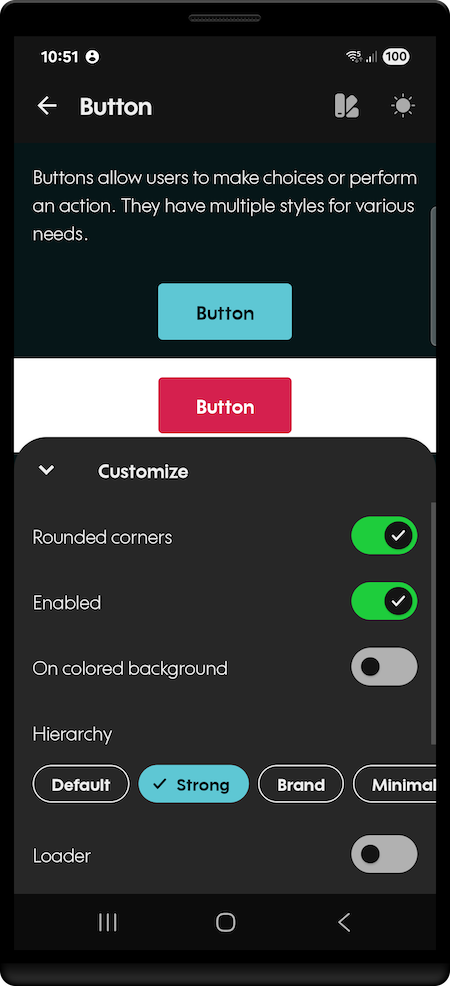 10:51
5
100
Button
Buttons allow users to make choices or perform
an action. They have multiple styles for various
needs.
Button
Button
Customize
Rounded corners
Enabled
On colored background
Hierarchy
Default Strong Brand Minimal
Loader